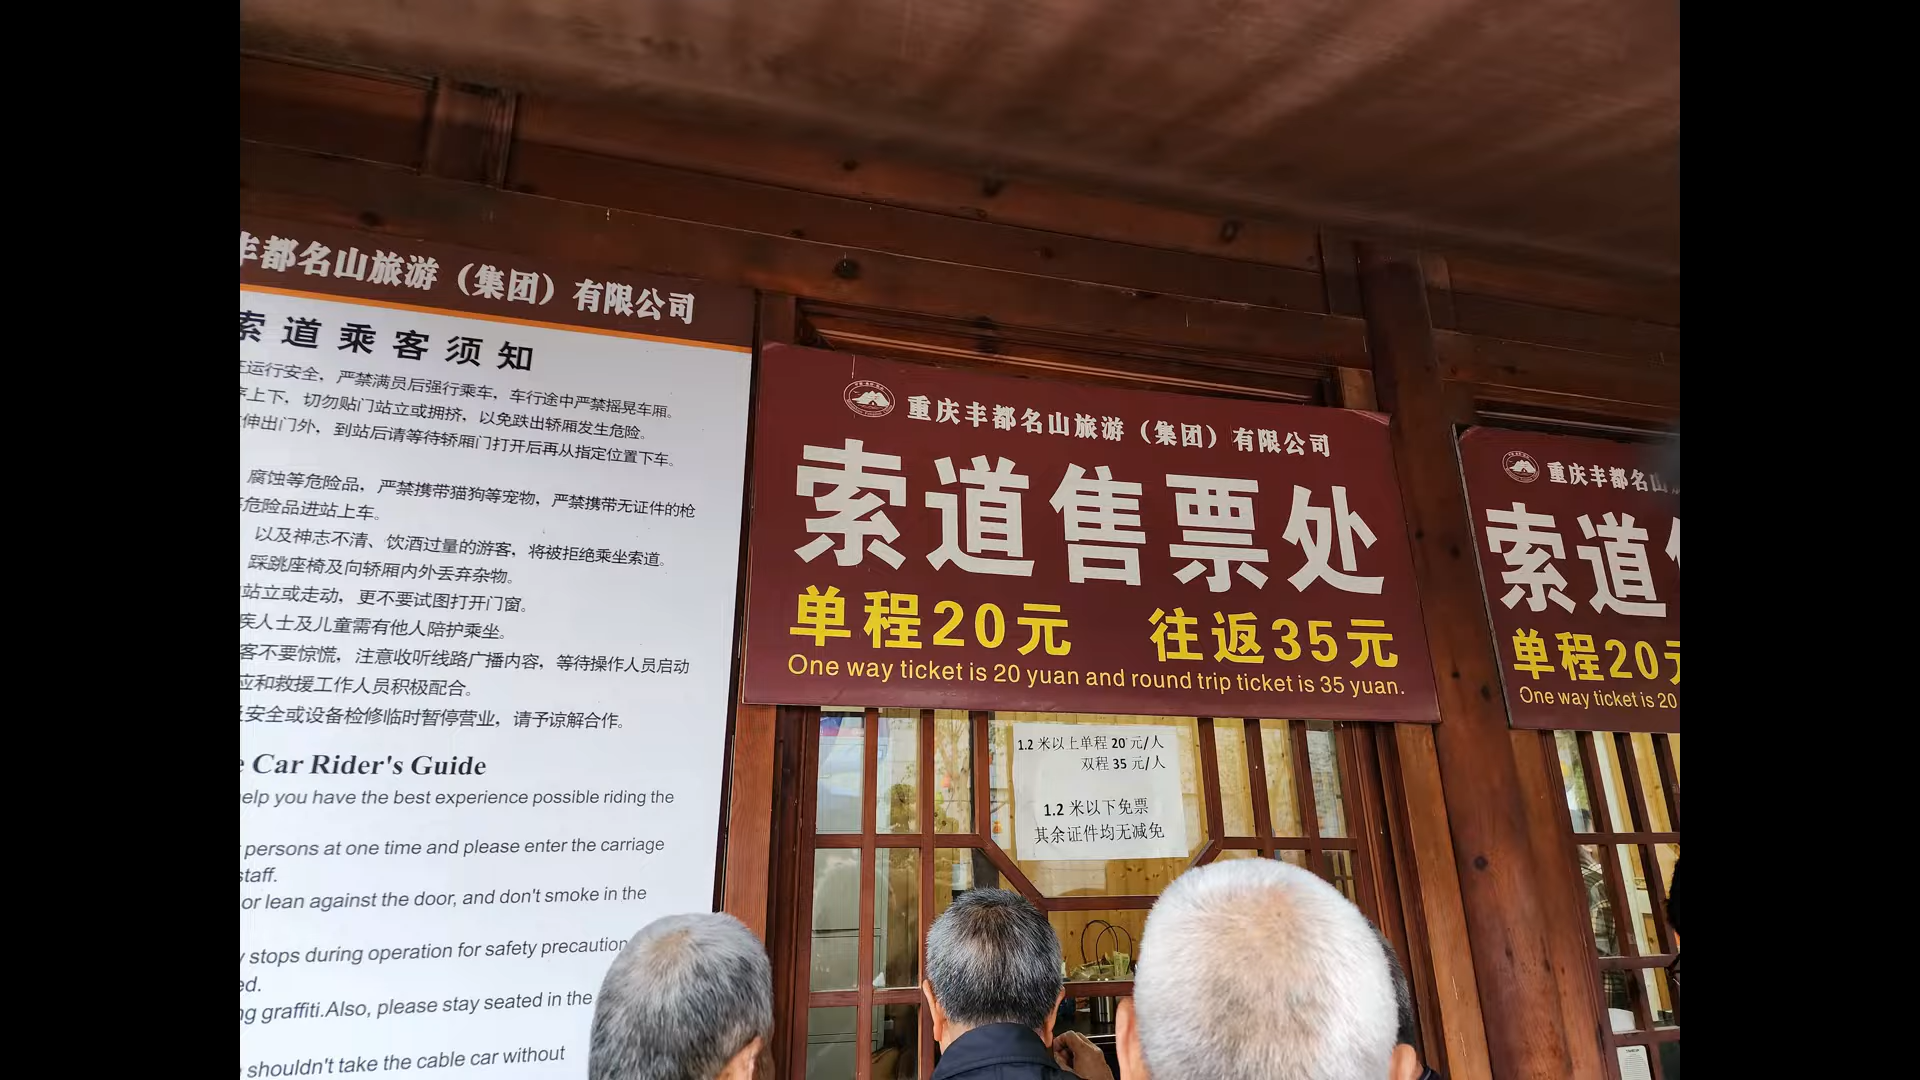 丰都名山旅游（集团）有限公司
索道乘客须知
运行安全，严禁满员后强行乘车，车行途中严禁摇晃车厢。
上下，切勿贴门站立或拥挤，以免跌出轿厢发生危险。
伸出门外，到站后请等待轿厢门打开后再从指定位置下车。
腐蚀等危险品，严禁携带猫狗等宠物，严禁携带无证件的枪
危险品进站上车。
以及神志不清、饮酒过量的游客，将被拒绝乘坐索道。
踩跳座椅及向轿厢内外丢弃杂物。
站立或走动，更不要试图打开门窗。
疾人士及儿童需有他人陪护乘坐。
客不要惊慌，注意收听线路广播内容，等待操作人员启动
应和救援工作人员积极配合。
安全或设备检修临时暂停营业，请予谅解合作。
e Car Rider's Guide
elp you have the best experience possible riding the
persons at one time and please enter the carriage
staff.
or lean against the door, and don't smoke in the
y stops during operation for safety precaution
ed.
ng graffiti.Also, please stay seated in the
shouldn't take the cable car without
重庆丰都名山旅游（集团）有限公司
索道售票处
单程20元 往返35元
One way ticket is 20 yuan and round trip ticket is 35 yuan.
1.2 米以上单程 20 元/人
双程 35 元/人
1.2 米以下免票
其余证件均无减免
重庆丰都名山
索道售
单程20元
One way ticket is 20